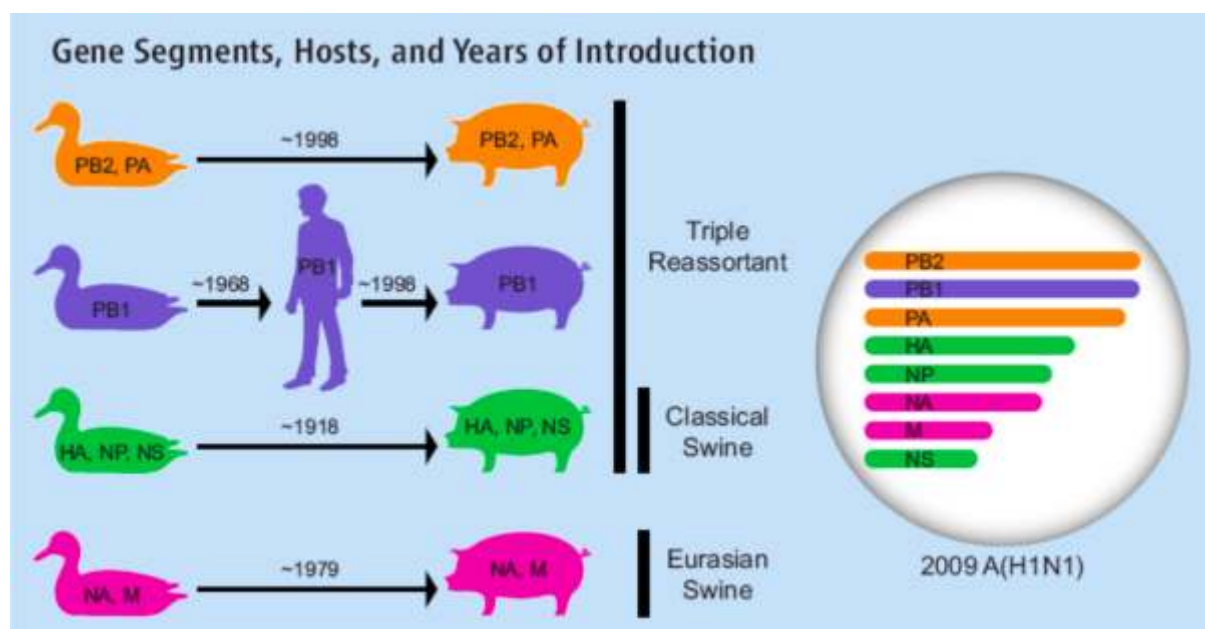 Gene Segments, Hosts, and Years of Introduction
PB2, PA
~1998
PB2, PA
PB1
~1968
PB1
~1998
PB1
HA, NP, NS
~1918
HA, NP, NS
NA, M
~1979
NA, M
Triple
Reassortant
Classical
Swine
Eurasian
Swine
PB2
PB1
PA
HA
NP
NA
M
NS
2009 A(H1N1)